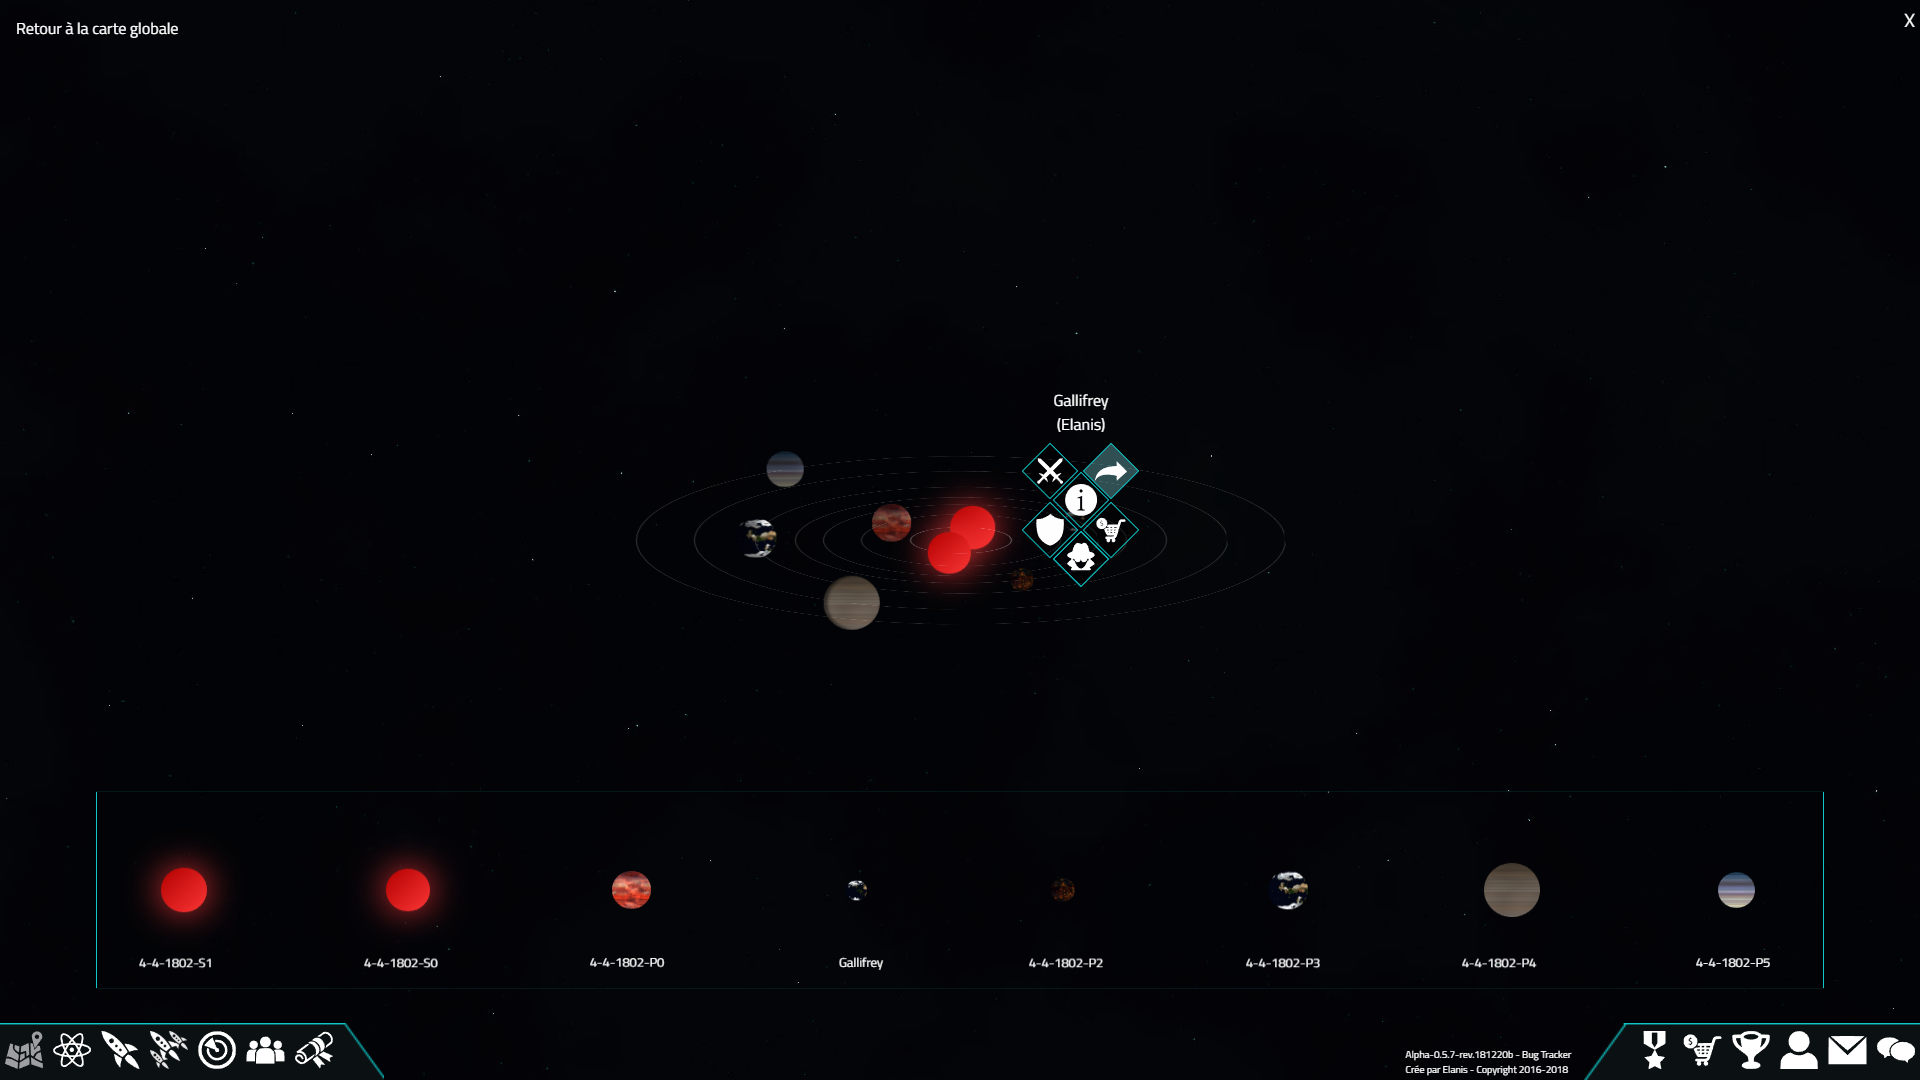 Retour à la carte globale
X
Gallifrey
(Elanis)
4-4-1802-S1
4-4-1802-S0
4-4-1802-P0
Gallifrey
4-4-1802-P2
4-4-1802-P3
4-4-1802-P4
4-4-1802-P5
Alpha-0.5.7-rev.181220b - Bug Tracker
Crée par Elanis - Copyright 2016-2018